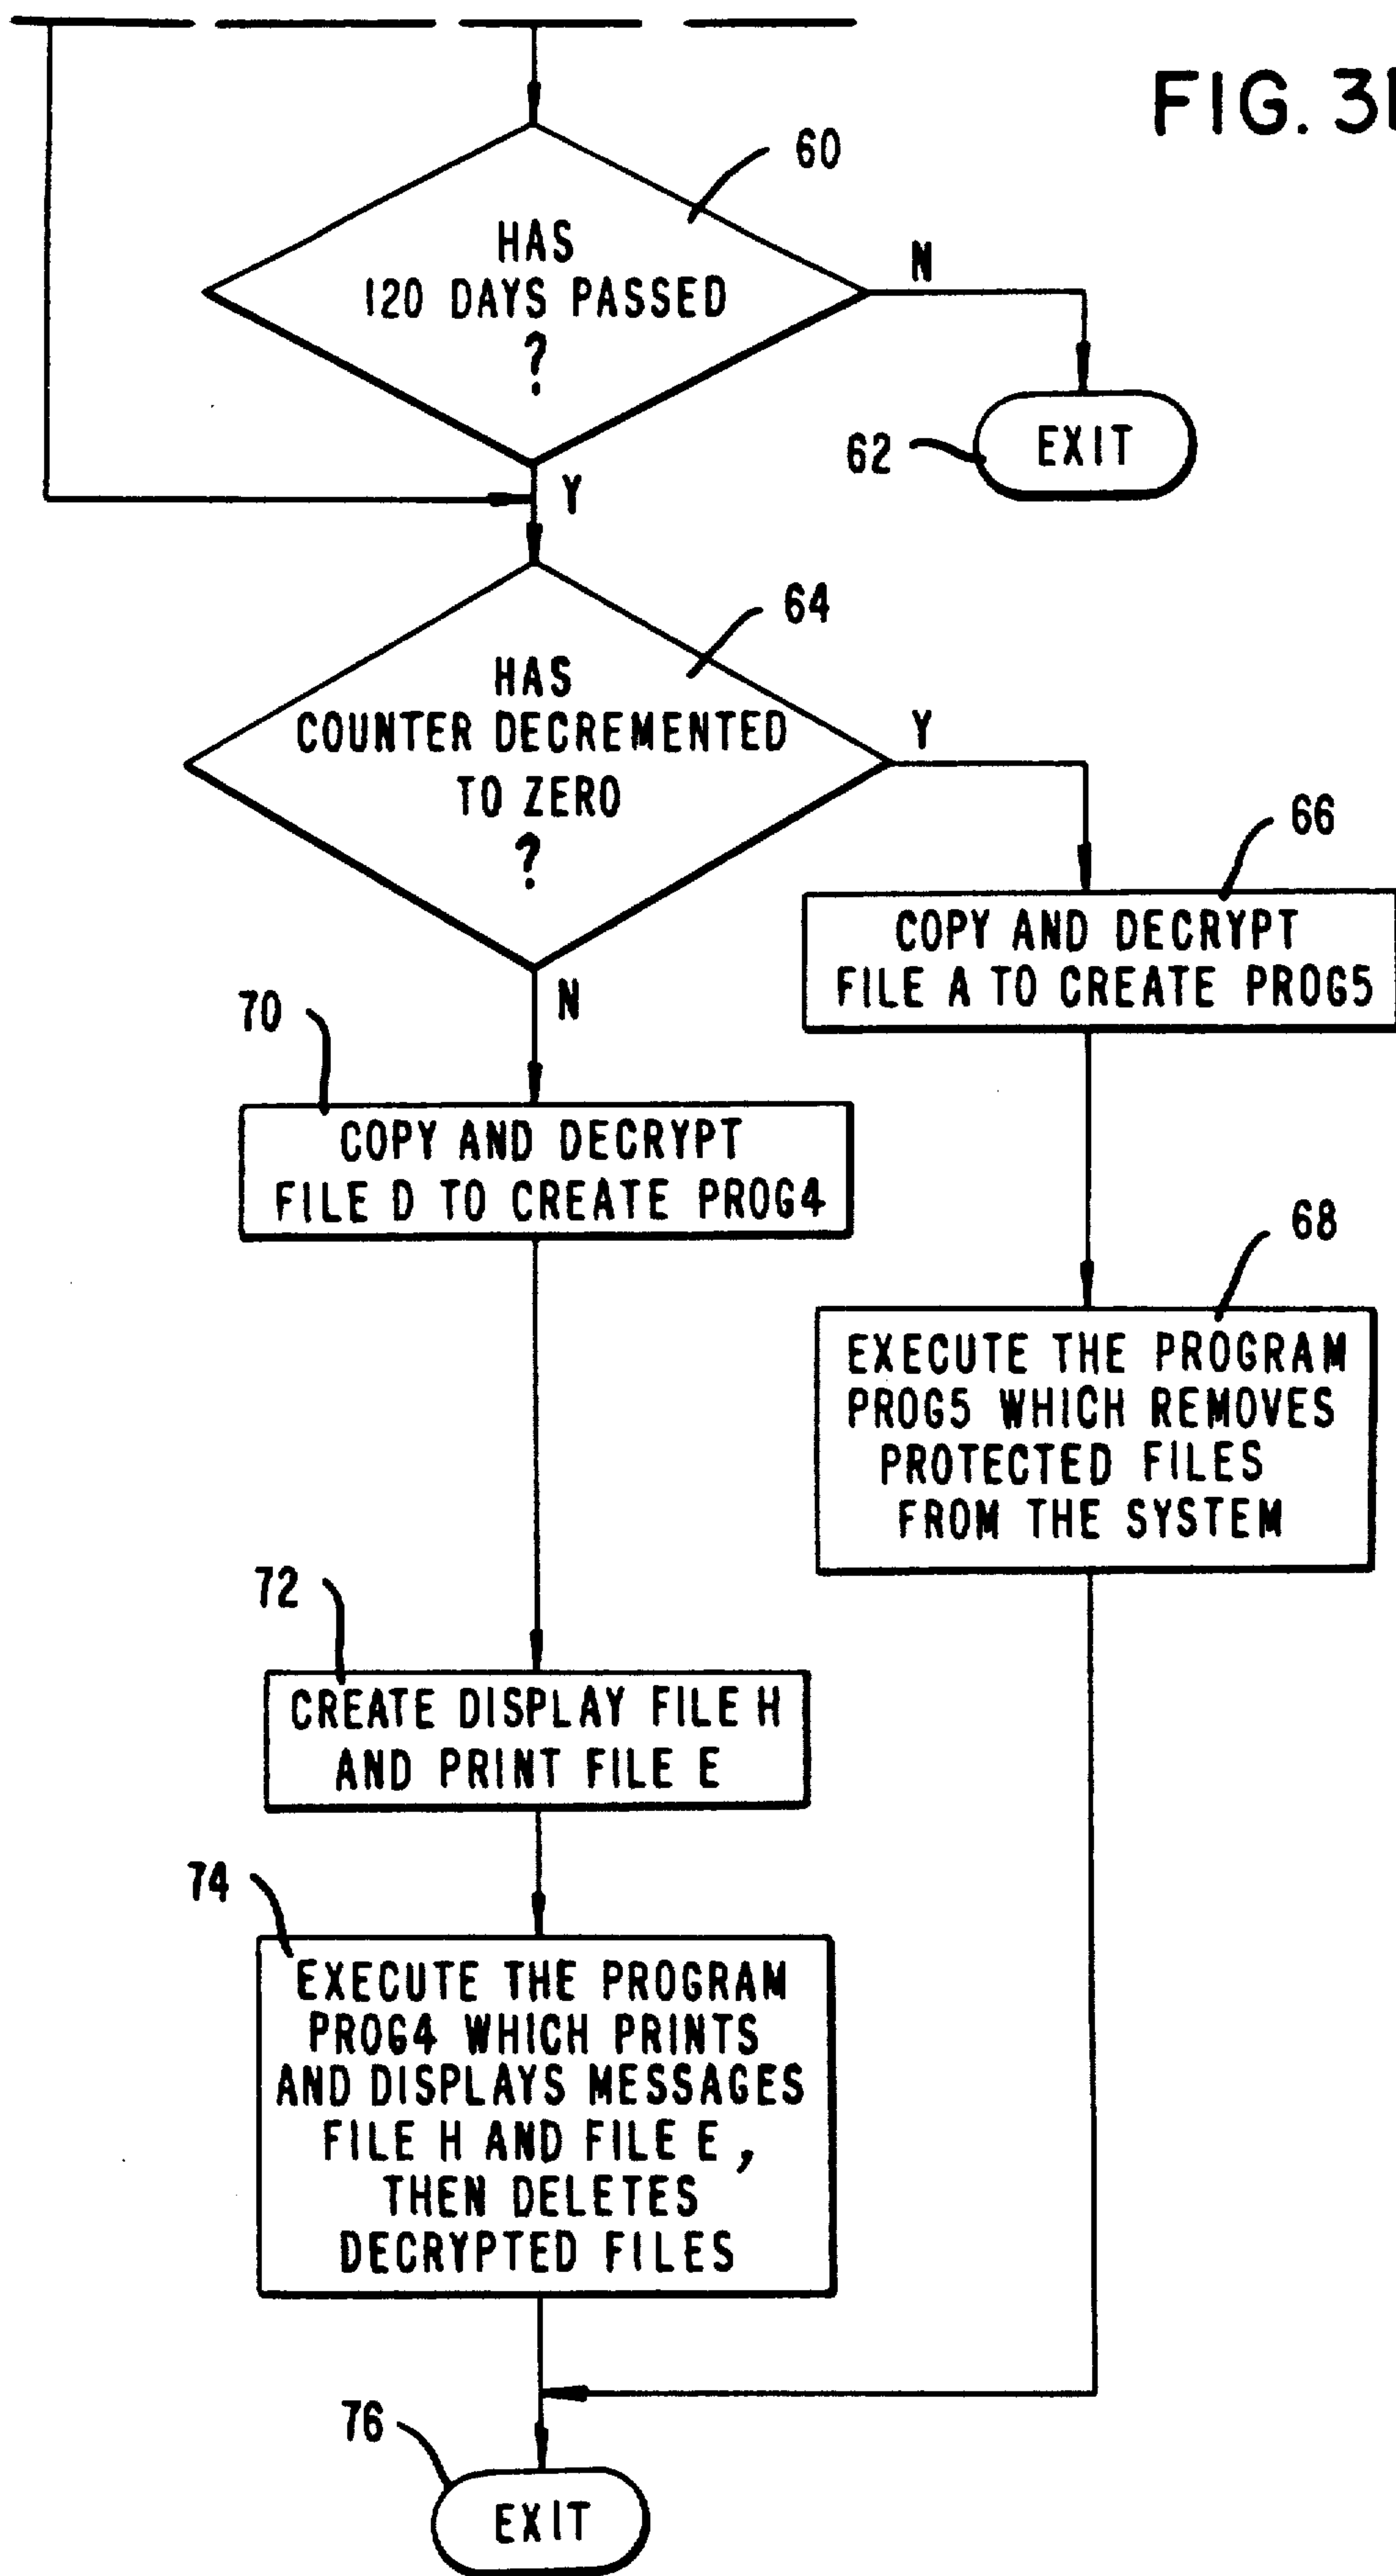 FIG. 3
60
HAS
120 DAYS PASSED
?
N
62
EXIT
Y
64
HAS
COUNTER DECREMENTED
TO ZERO
?
Y
66
COPY AND DECRYPT
FILE A TO CREATE PROG5
N
70
COPY AND DECRYPT
FILE D TO CREATE PROG4
68
EXECUTE THE PROGRAM
PROG5 WHICH REMOVES
PROTECTED FILES
FROM THE SYSTEM
72
CREATE DISPLAY FILE H
AND PRINT FILE E
74
EXECUTE THE PROGRAM
PROG4 WHICH PRINTS
AND DISPLAYS MESSAGES
FILE H AND FILE E,
THEN DELETES
DECRYPTED FILES
76
EXIT